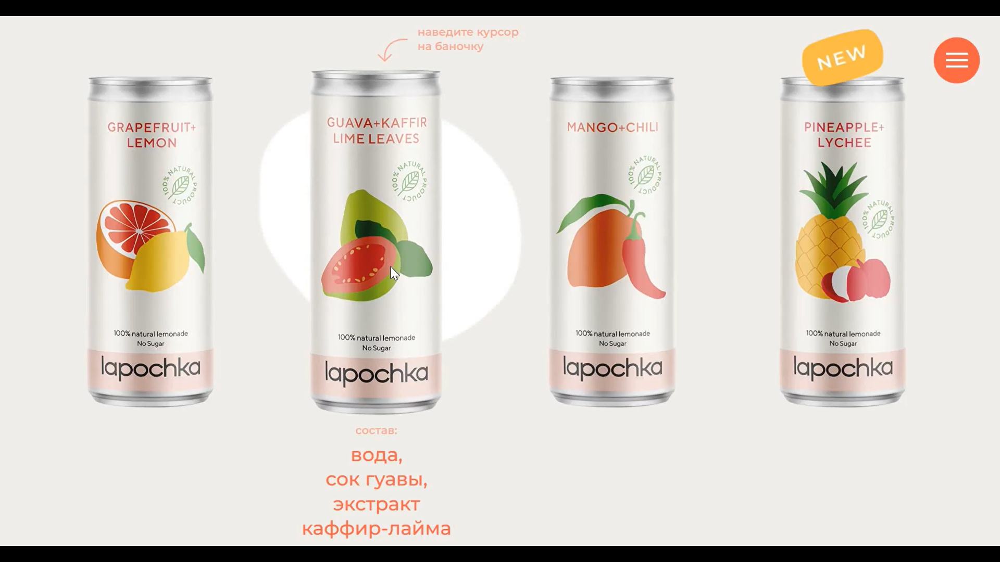 наведите курсор
на баночку
NEW
GRAPEFRUIT+
LEMON
100% NATURAL PRODUCT
100% natural lemonade
No Sugar
lapochka
GUAVA+KAFFIR
LIME LEAVES
100% NATURAL PRODUCT
100% natural lemonade
No Sugar
lapochka
MANGO+CHILI
100% NATURAL PRODUCT
100% natural lemonade
No Sugar
lapochka
PINEAPPLE+
LYCHEE
100% NATURAL PRODUCT
100% natural lemonade
No Sugar
lapochka
состав:
вода,
сок гуавы,
экстракт
каффир-лайма